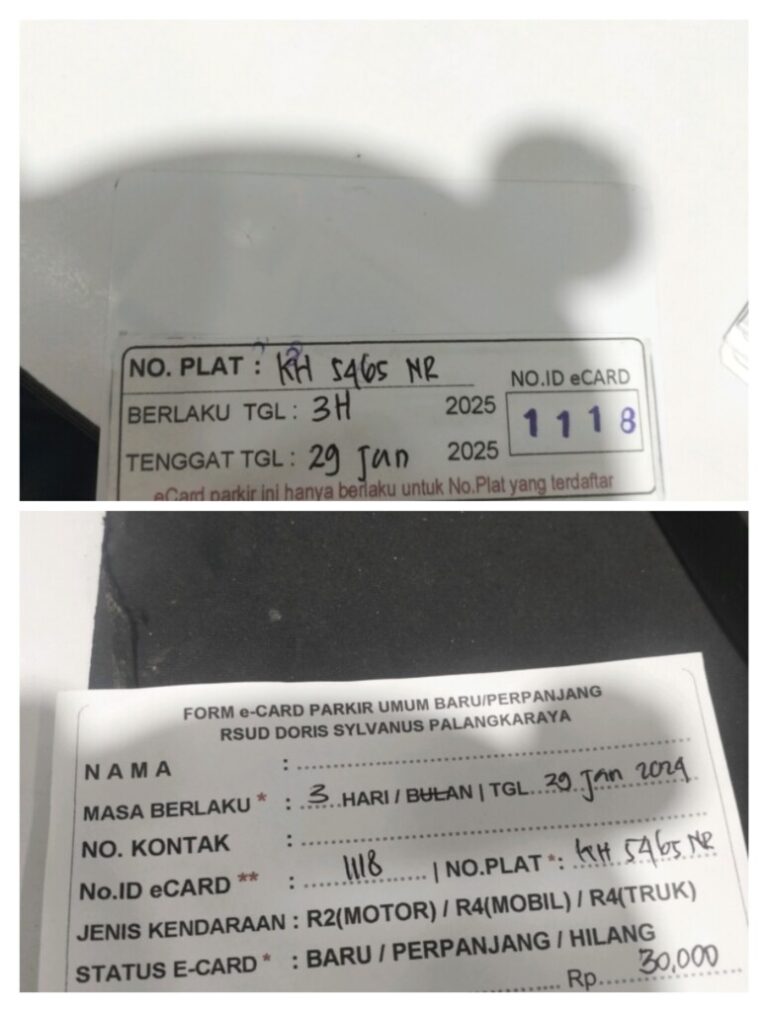 NO. PLAT : KH 5465 NR
NO.ID eCARD
BERLAKU TGL : 3H 2025
1118
TENGGAT TGL : 29 Jan 2025
eCard parkir ini hanya berlaku untuk No.Plat yang terdaftar
FORM e-CARD PARKIR UMUM BARU/PERPANJANG
RSUD DORIS SYLVANUS PALANGKARAYA
NAMA :
MASA BERLAKU * : 3 HARI / BULAN | TGL 29 Jan 2024
NO. KONTAK :
No.ID eCARD ** : 1118 | NO.PLAT *: KH 5465 NR
JENIS KENDARAAN : R2(MOTOR) / R4(MOBIL) / R4(TRUK)
STATUS E-CARD * : BARU / PERPANJANG / HILANG
Rp. 30,000